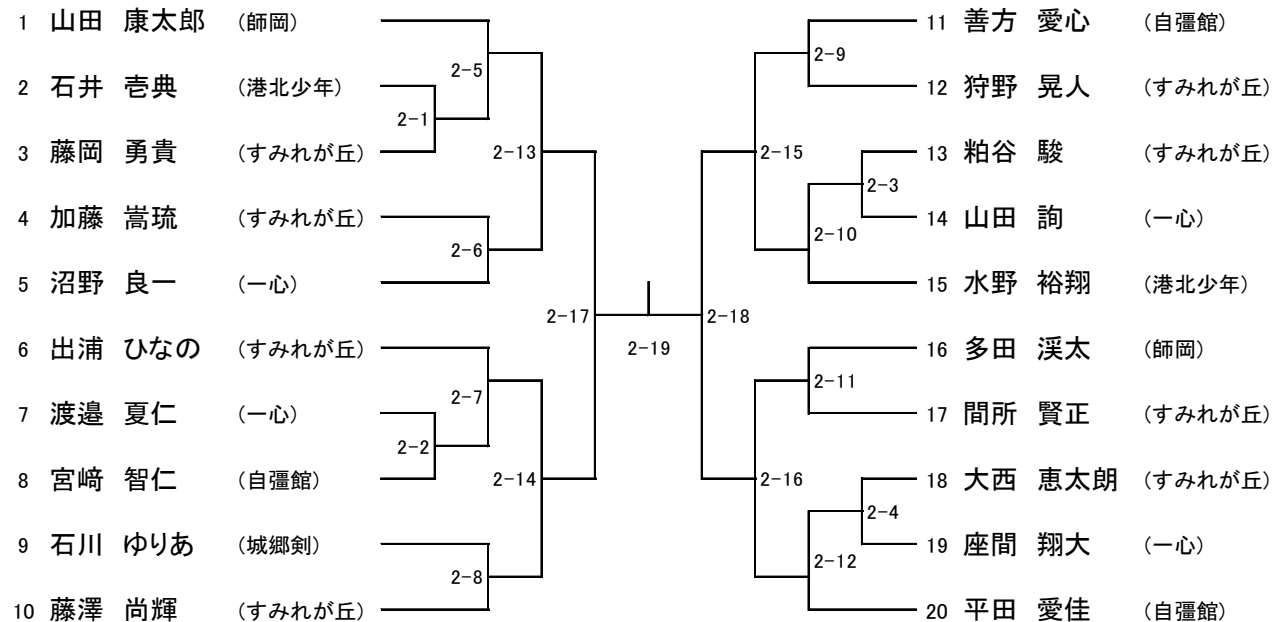 1 山田 康太郎 (師岡)
2 石井 壱典 (港北少年)
3 藤岡 勇貴 (すみれが丘)
4 加藤 嵩琉 (すみれが丘)
5 沼野 良一 (一心)
6 出浦 ひなの (すみれが丘)
7 渡邉 夏仁 (一心)
8 宮﨑 智仁 (自彊館)
9 石川 ゆりあ (城郷剣)
10 藤澤 尚輝 (すみれが丘)
2-5
2-1
2-13
2-6
2-17
2-7
2-2
2-14
2-8
2-19
2-9
2-15
2-3
2-10
2-18
2-11
2-16
2-4
2-12
11 善方 愛心 (自彊館)
12 狩野 晃人 (すみれが丘)
13 粕谷 駿 (すみれが丘)
14 山田 詢 (一心)
15 水野 裕翔 (港北少年)
16 多田 渓太 (師岡)
17 間所 賢正 (すみれが丘)
18 大西 恵太朗 (すみれが丘)
19 座間 翔大 (一心)
20 平田 愛佳 (自彊館)